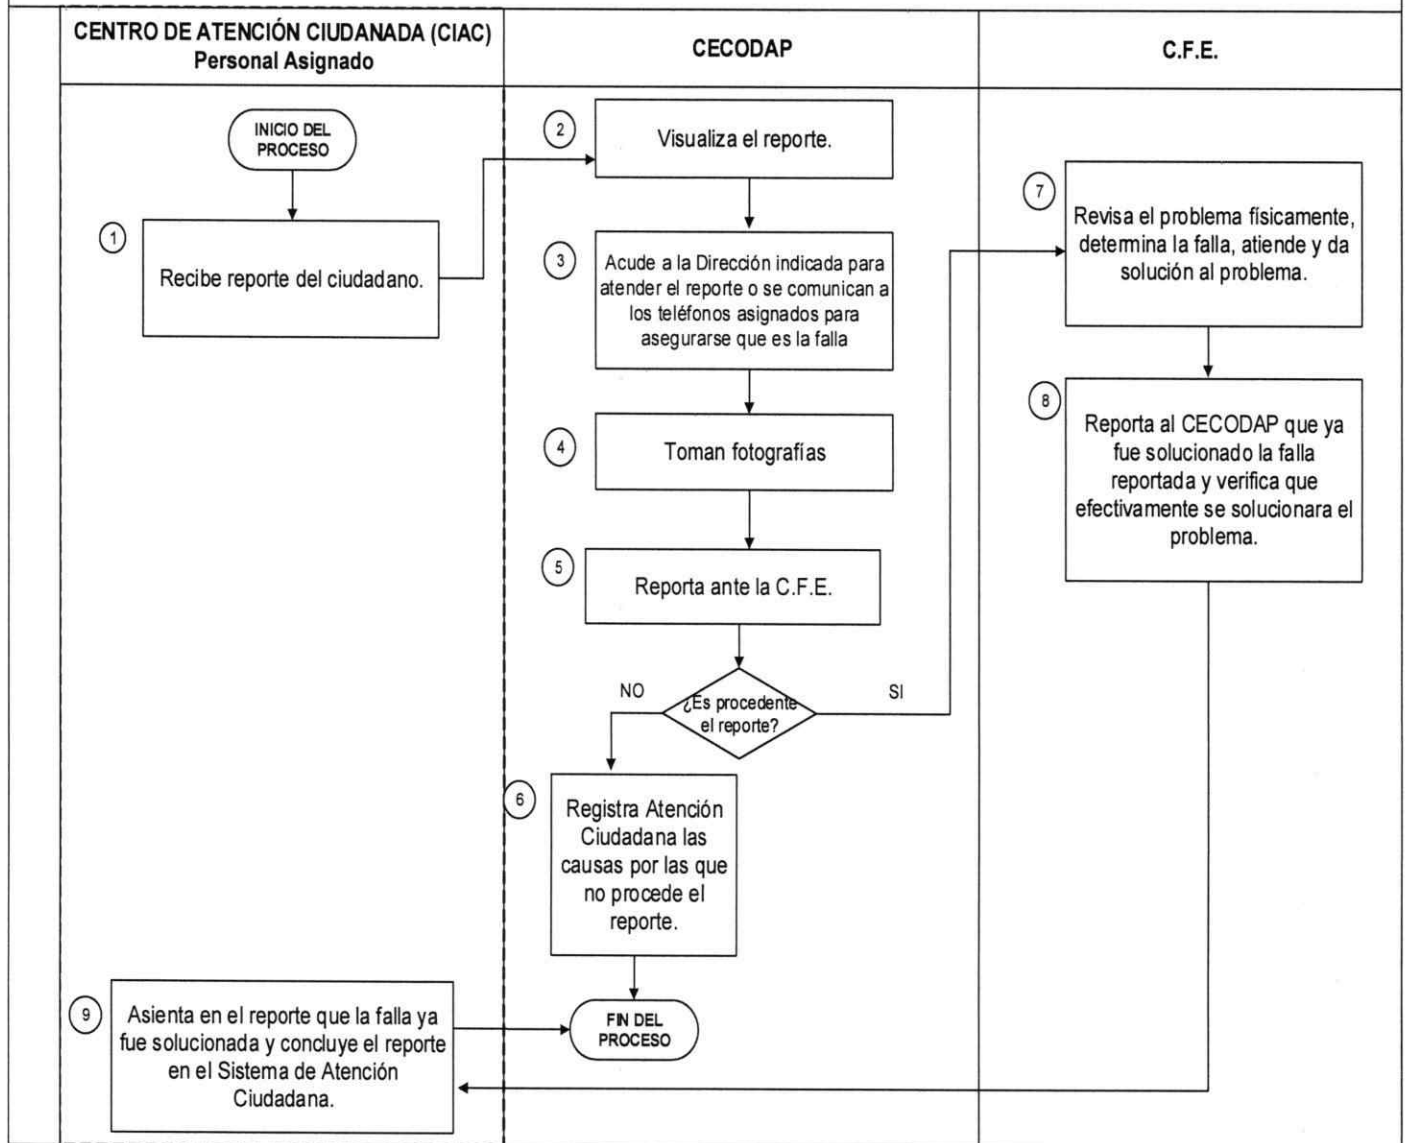 CENTRO DE ATENCIÓN CIUDANADA (CIAC)
Personal Asignado
CECODAP
C.F.E.
INICIO DEL
PROCESO
1
Recibe reporte del ciudadano.
2
Visualiza el reporte.
3
Acude a la Dirección indicada para
atender el reporte o se comunican a
los teléfonos asignados para
asegurarse que es la falla
4
Toman fotografías
5
Reporta ante la C.F.E.
¿Es procedente
el reporte?
NO
SI
6
Registra Atención
Ciudadana las
causas por las que
no procede el
reporte.
7
Revisa el problema físicamente,
determina la falla, atiende y da
solución al problema.
8
Reporta al CECODAP que ya
fue solucionado la falla
reportada y verifica que
efectivamente se solucionara el
problema.
9
Asienta en el reporte que la falla ya
fue solucionada y concluye el reporte
en el Sistema de Atención
Ciudadana.
FIN DEL
PROCESO